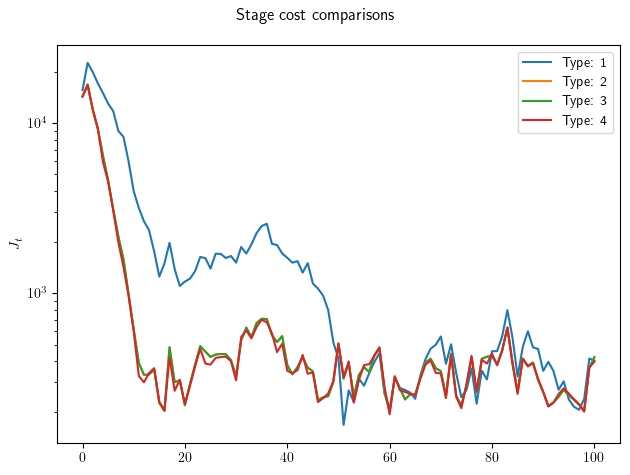 Stage cost comparisons
Type: 1
Type: 2
Type: 3
Type: 4
10^4
10^3
J_t
0 20 40 60 80 100